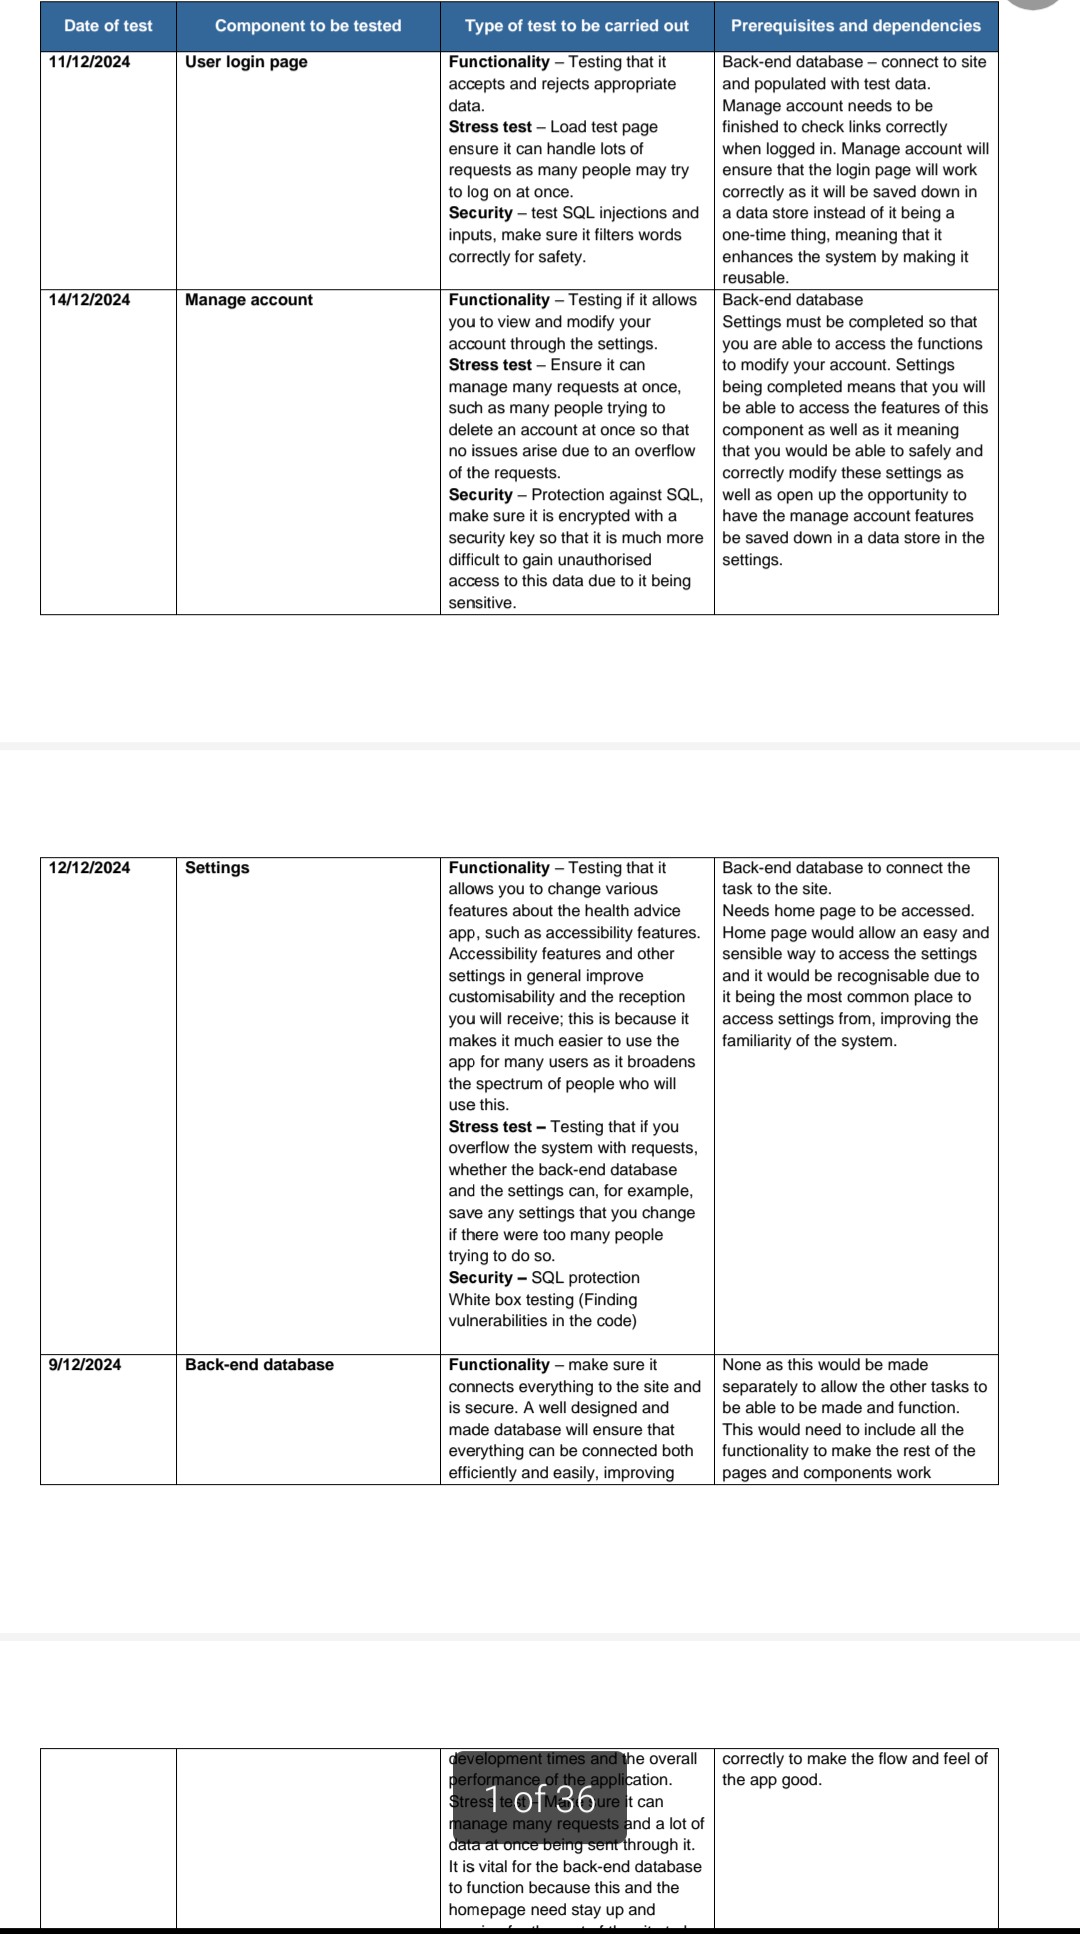 Date of test
Component to be tested
Type of test to be carried out
Prerequisites and dependencies
11/12/2024
User login page
Functionality – Testing that it
accepts and rejects appropriate
data.
Stress test – Load test page
ensure it can handle lots of
requests as many people may try
to log on at once.
Security – test SQL injections and
inputs, make sure it filters words
correctly for safety.
Back-end database – connect to site
and populated with test data.
Manage account needs to be
finished to check links correctly
when logged in. Manage account will
ensure that the login page will work
correctly as it will be saved down in
a data store instead of it being a
one-time thing, meaning that it
enhances the system by making it
reusable.
14/12/2024
Manage account
Functionality – Testing if it allows
you to view and modify your
account through the settings.
Stress test – Ensure it can
manage many requests at once,
such as many people trying to
delete an account at once so that
no issues arise due to an overflow
of the requests.
Security – Protection against SQL,
make sure it is encrypted with a
security key so that it is much more
difficult to gain unauthorised
access to this data due to it being
sensitive.
Back-end database
Settings must be completed so that
you are able to access the functions
to modify your account. Settings
being completed means that you will
be able to access the features of this
component as well as it meaning
that you would be able to safely and
correctly modify these settings as
well as open up the opportunity to
have the manage account features
be saved down in a data store in the
settings.
12/12/2024
Settings
Functionality – Testing that it
allows you to change various
features about the health advice
app, such as accessibility features.
Accessibility features and other
settings in general improve
customisability and the reception
you will receive; this is because it
makes it much easier to use the
app for many users as it broadens
the spectrum of people who will
use this.
Stress test – Testing that if you
overflow the system with requests,
whether the back-end database
and the settings can, for example,
save any settings that you change
if there were too many people
trying to do so.
Security – SQL protection
White box testing (Finding
vulnerabilities in the code)
Back-end database to connect the
task to the site.
Needs home page to be accessed.
Home page would allow an easy and
sensible way to access the settings
and it would be recognisable due to
it being the most common place to
access settings from, improving the
familiarity of the system.
9/12/2024
Back-end database
Functionality – make sure it
connects everything to the site and
is secure. A well designed and
made database will ensure that
everything can be connected both
efficiently and easily, improving
None as this would be made
separately to allow the other tasks to
be able to be made and function.
This would need to include all the
functionality to make the rest of the
pages and components work
development times and the overall
performance of the application.
Stress test – Make sure it can
manage many requests and a lot of
data at once being sent through it.
It is vital for the back-end database
to function because this and the
homepage need stay up and
correctly to make the flow and feel of
the app good.
1 of 36